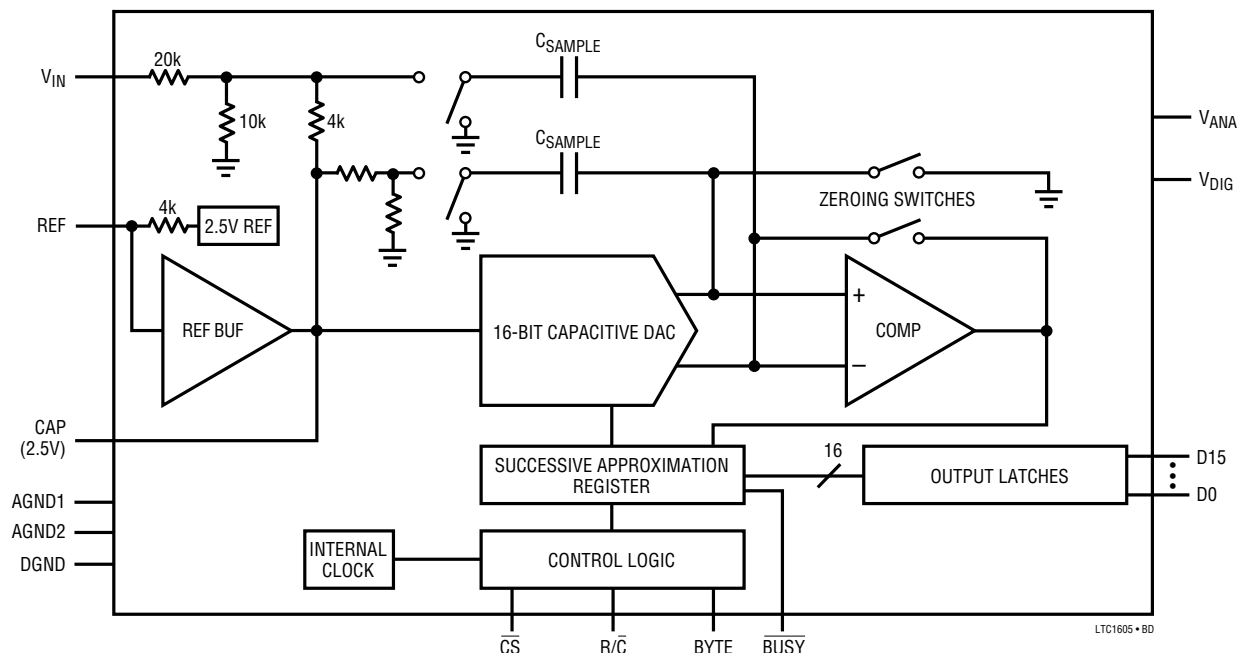 C_SAMPLE
20k
V_IN
10k
4k
V_ANA
C_SAMPLE
V_DIG
ZEROING SWITCHES
4k
REF
2.5V REF
+
REF BUF
16-BIT CAPACITIVE DAC
COMP
–
CAP
(2.5V)
16
D15
SUCCESSIVE APPROXIMATION
REGISTER
OUTPUT LATCHES
D0
AGND1
AGND2
INTERNAL
CLOCK
CONTROL LOGIC
DGND
LTC1605 • BD
C̅S̅
R/C̅
BYTE
B̅U̅S̅Y̅